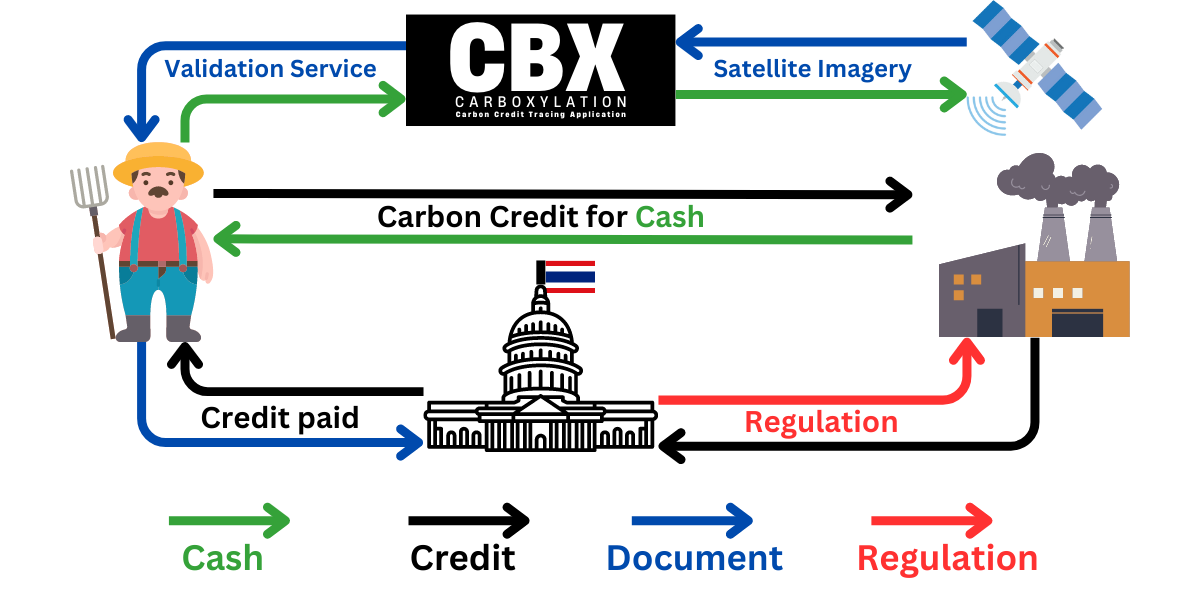 CBX
CARBOXYLATION
Carbon Credit Tracing Application
Validation Service
Satellite Imagery
Carbon Credit for Cash
Credit paid
Regulation
Cash
Credit
Document
Regulation